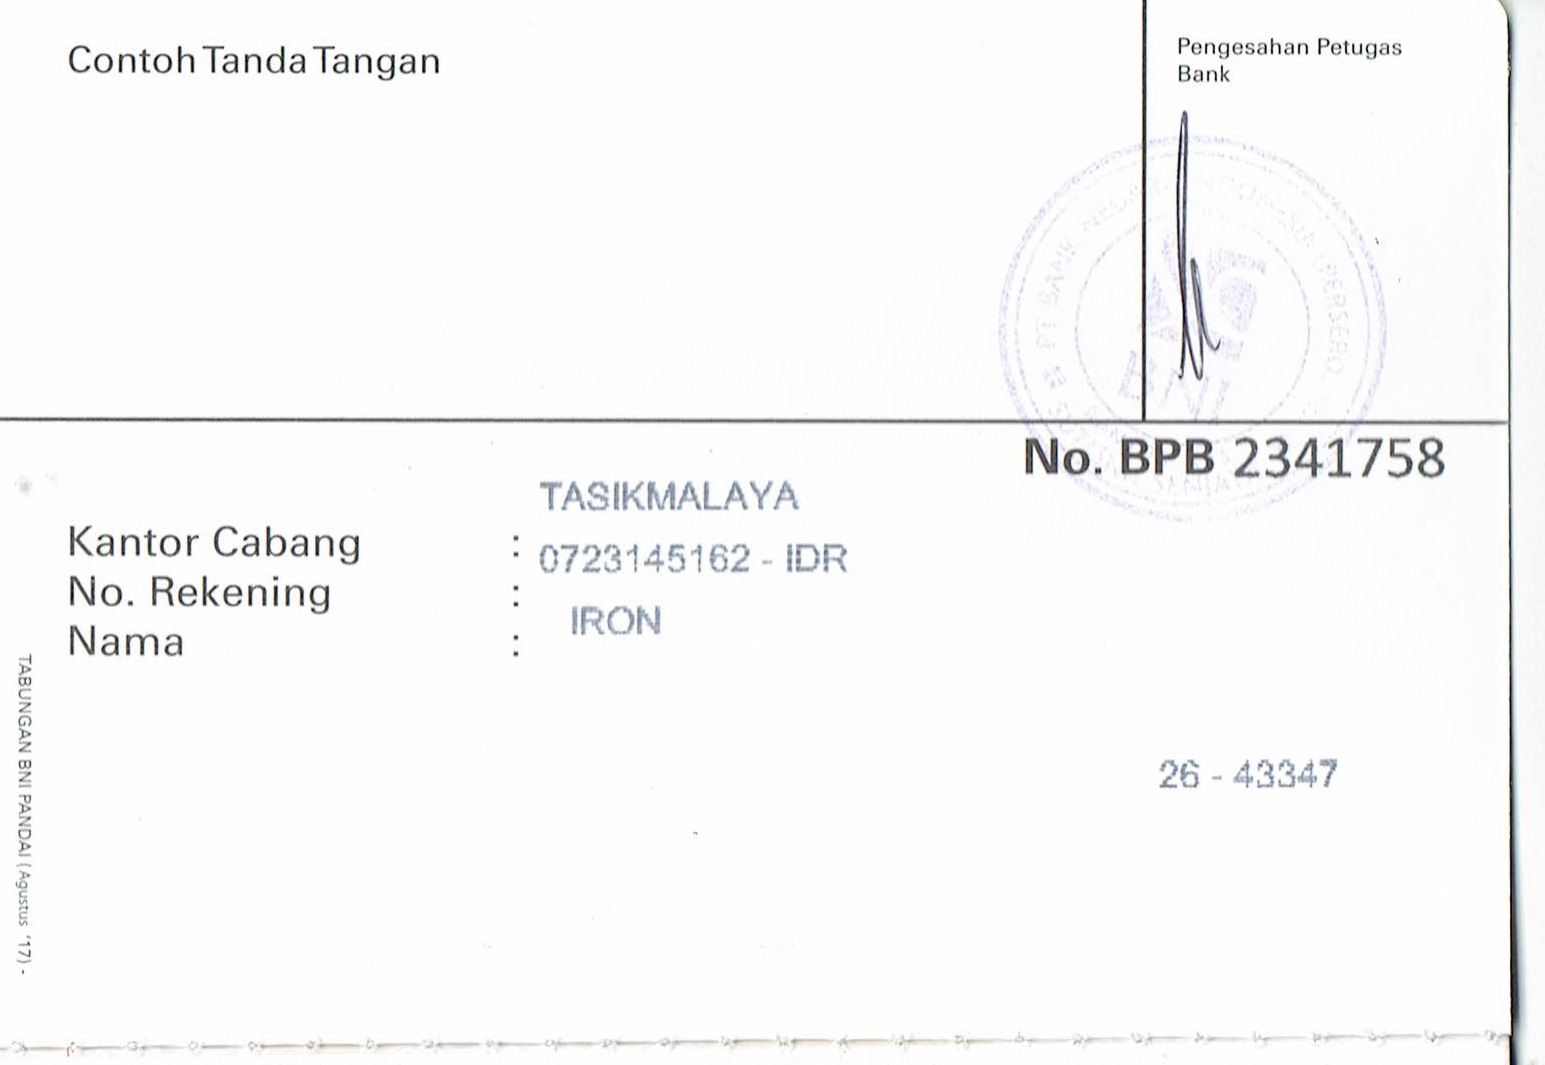 Contoh Tanda Tangan
Pengesahan Petugas
Bank
PT BANK NEGARA INDONESIA (PERSERO)
BNI
No. BPB 2341758
TASIKMALAYA
Kantor Cabang :
0723145162 - IDR
No. Rekening :
IRON
Nama :
26 - 43347
TABUNGAN BNI PANDAI (Agustus '17) -